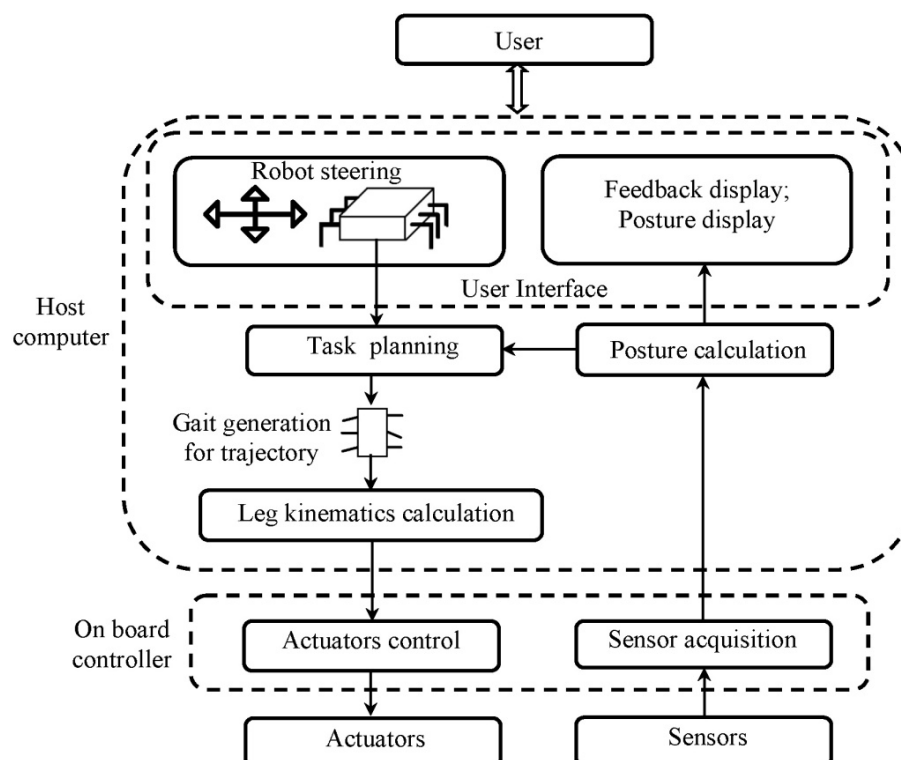 User
Robot steering
Feedback display;
Posture display
User Interface
Host
computer
Task planning
Posture calculation
Gait generation
for trajectory
Leg kinematics calculation
On board
controller
Actuators control
Sensor acquisition
Actuators
Sensors